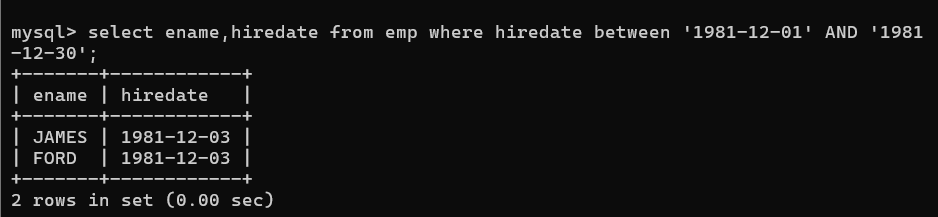 mysql> select ename,hiredate from emp where hiredate between '1981-12-01' AND '1981
-12-30';
+-------+------------+
| ename | hiredate   |
+-------+------------+
| JAMES | 1981-12-03 |
| FORD  | 1981-12-03 |
+-------+------------+
2 rows in set (0.00 sec)